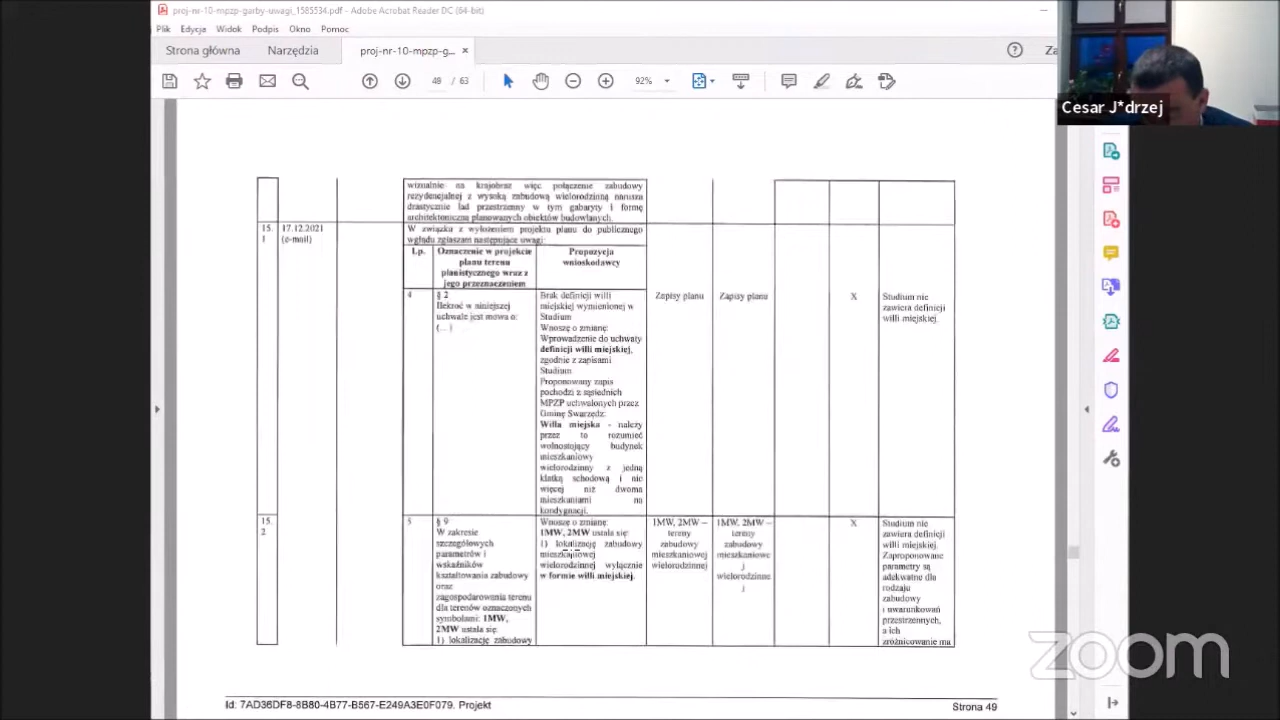 proj-nr-10-mpzp-garby-uwagi_1585534.pdf - Adobe Acrobat Reader DC (64-bit)
Plik Edycja Widok Podpis Okno Pomoc
Strona główna Narzędzia proj-nr-10-mpzp-g... ×
48 / 63 92%
Cesar J*drzej
wizualnie na krajobraz więc połączenie zabudowy
rezydencjalnej z wysoką zabudową wielorodzinną narusza
drastycznie ład przestrzenny w tym gabaryty i formę
architektoniczną planowanych obiektów budowlanych.
15.
1
17.12.2021
(e-mail)
W związku z wyłożeniem projektu planu do publicznego
wglądu zgłaszam następujące uwagi:
Lp.
Oznaczenie w projekcie
planu terenu
planistycznego wraz z
jego przeznaczeniem
Propozycja
wnioskodawcy
4
§ 2
Ilekroć w niniejszej
uchwale jest mowa o:
(...)
Brak definicji willi
miejskiej wymienionej w
Studium
Wnoszę o zmianę:
Wprowadzenie do uchwały
definicji willi miejskiej,
zgodnie z zapisami
Studium
Proponowany zapis
pochodzi z sąsiednich
MPZP uchwalonych przez
Gminę Swarzędz:
Willa miejska - należy
przez to rozumieć
wolnostojący budynek
mieszkaniowy
wielorodzinny z jedną
klatką schodową i nie
więcej niż dwoma
mieszkaniami na
kondygnacji.
Zapisy planu
Zapisy planu
X
Studium nie
zawiera definicji
willi miejskiej.
15.
2
5
§ 9
W zakresie
szczegółowych
parametrów i
wskaźników
kształtowania zabudowy
oraz
zagospodarowania terenu
dla terenów oznaczonych
symbolami: 1MW,
2MW ustala się:
1) lokalizację zabudowy
Wnoszę o zmianę:
1MW, 2MW ustala się:
1) lokalizację zabudowy
mieszkaniowej
wielorodzinnej wyłącznie
w formie willi miejskiej.
1MW, 2MW –
tereny
zabudowy
mieszkaniowej
wielorodzinnej
1MW, 2MW –
tereny
zabudowy
mieszkaniowe
j
wielorodzinne
j
X
Studium nie
zawiera definicji
willi miejskiej.
Zaproponowane
parametry są
adekwatne dla
rodzaju
zabudowy
i uwarunkowań
przestrzennych,
a ich
zróżnicowanie ma
Id: 7AD36DF8-8B80-4B77-B567-E249A3E0F079. Projekt
Strona 49
zoom